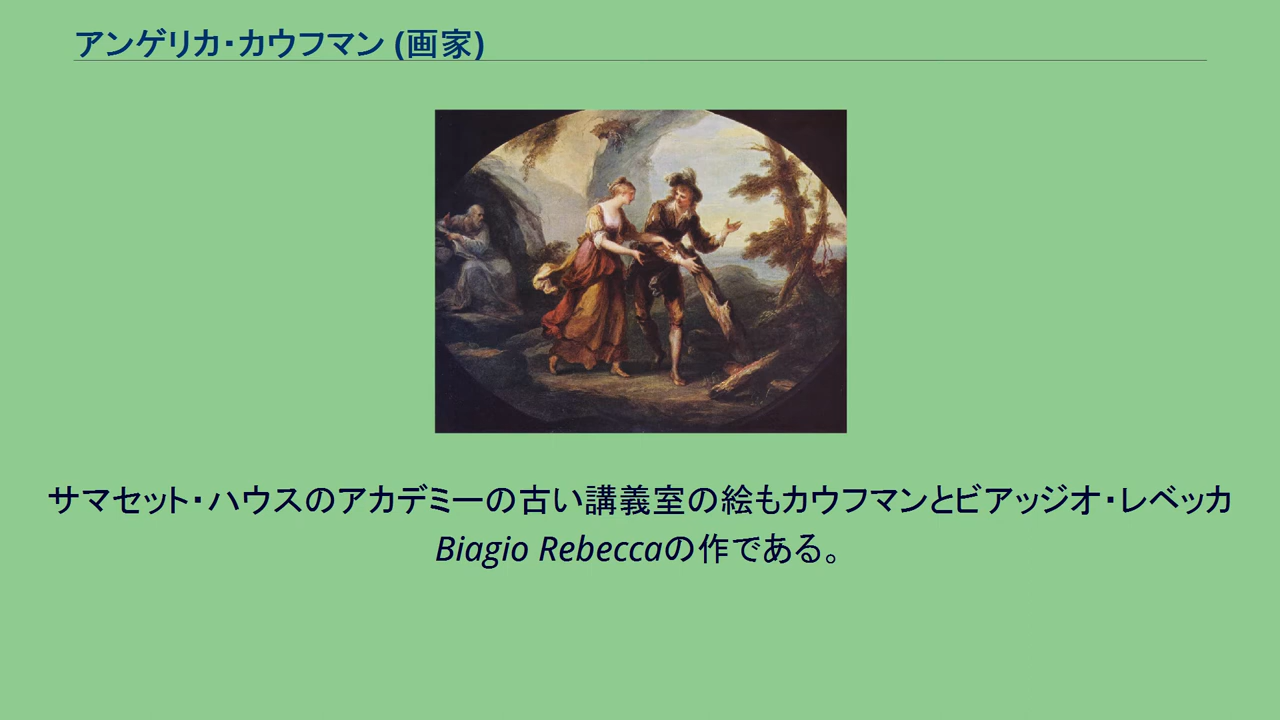 アンゲリカ・カウフマン (画家)
サマセット・ハウスのアカデミーの古い講義室の絵もカウフマンとビアッジオ・レベッカ
Biagio Rebeccaの作である。